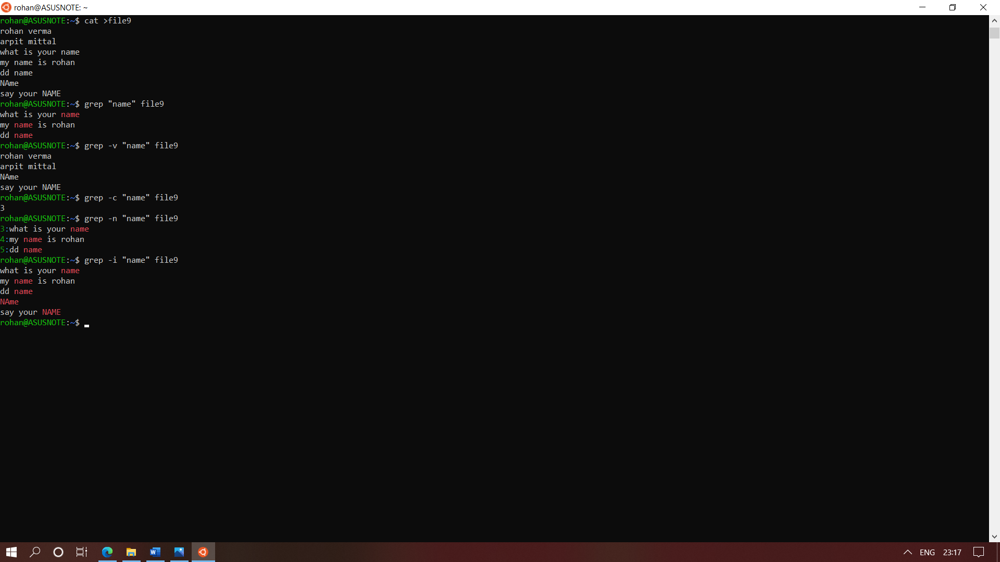 rohan@ASUSNOTE: ~
rohan@ASUSNOTE:~$ cat >file9
rohan verma
arpit mittal
what is your name
my name is rohan
dd name
NAme
say your NAME
rohan@ASUSNOTE:~$ grep "name" file9
what is your name
my name is rohan
dd name
rohan@ASUSNOTE:~$ grep -v "name" file9
rohan verma
arpit mittal
NAme
say your NAME
rohan@ASUSNOTE:~$ grep -c "name" file9
3
rohan@ASUSNOTE:~$ grep -n "name" file9
3:what is your name
4:my name is rohan
5:dd name
rohan@ASUSNOTE:~$ grep -i "name" file9
what is your name
my name is rohan
dd name
NAme
say your NAME
rohan@ASUSNOTE:~$
W ENG 23:17